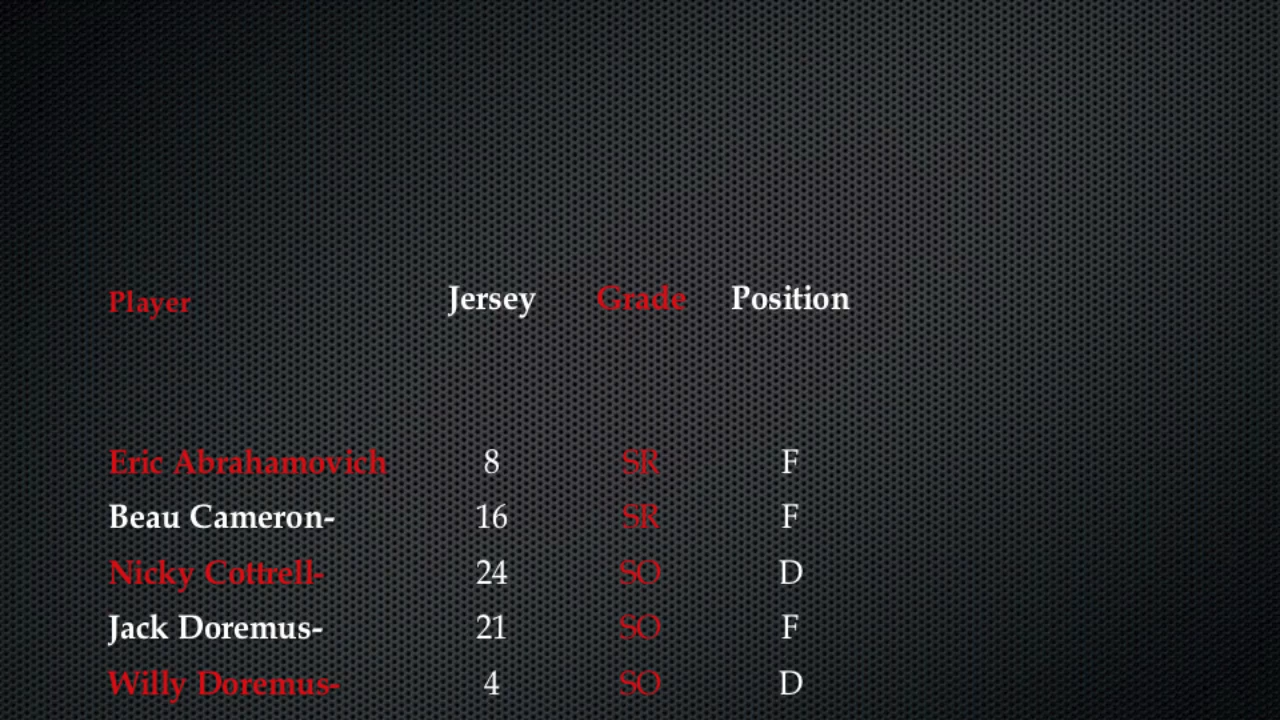 Player Jersey Grade Position
Eric Abrahamovich 8 SR F
Beau Cameron- 16 SR F
Nicky Cottrell- 24 SO D
Jack Doremus- 21 SO F
Willy Doremus- 4 SO D